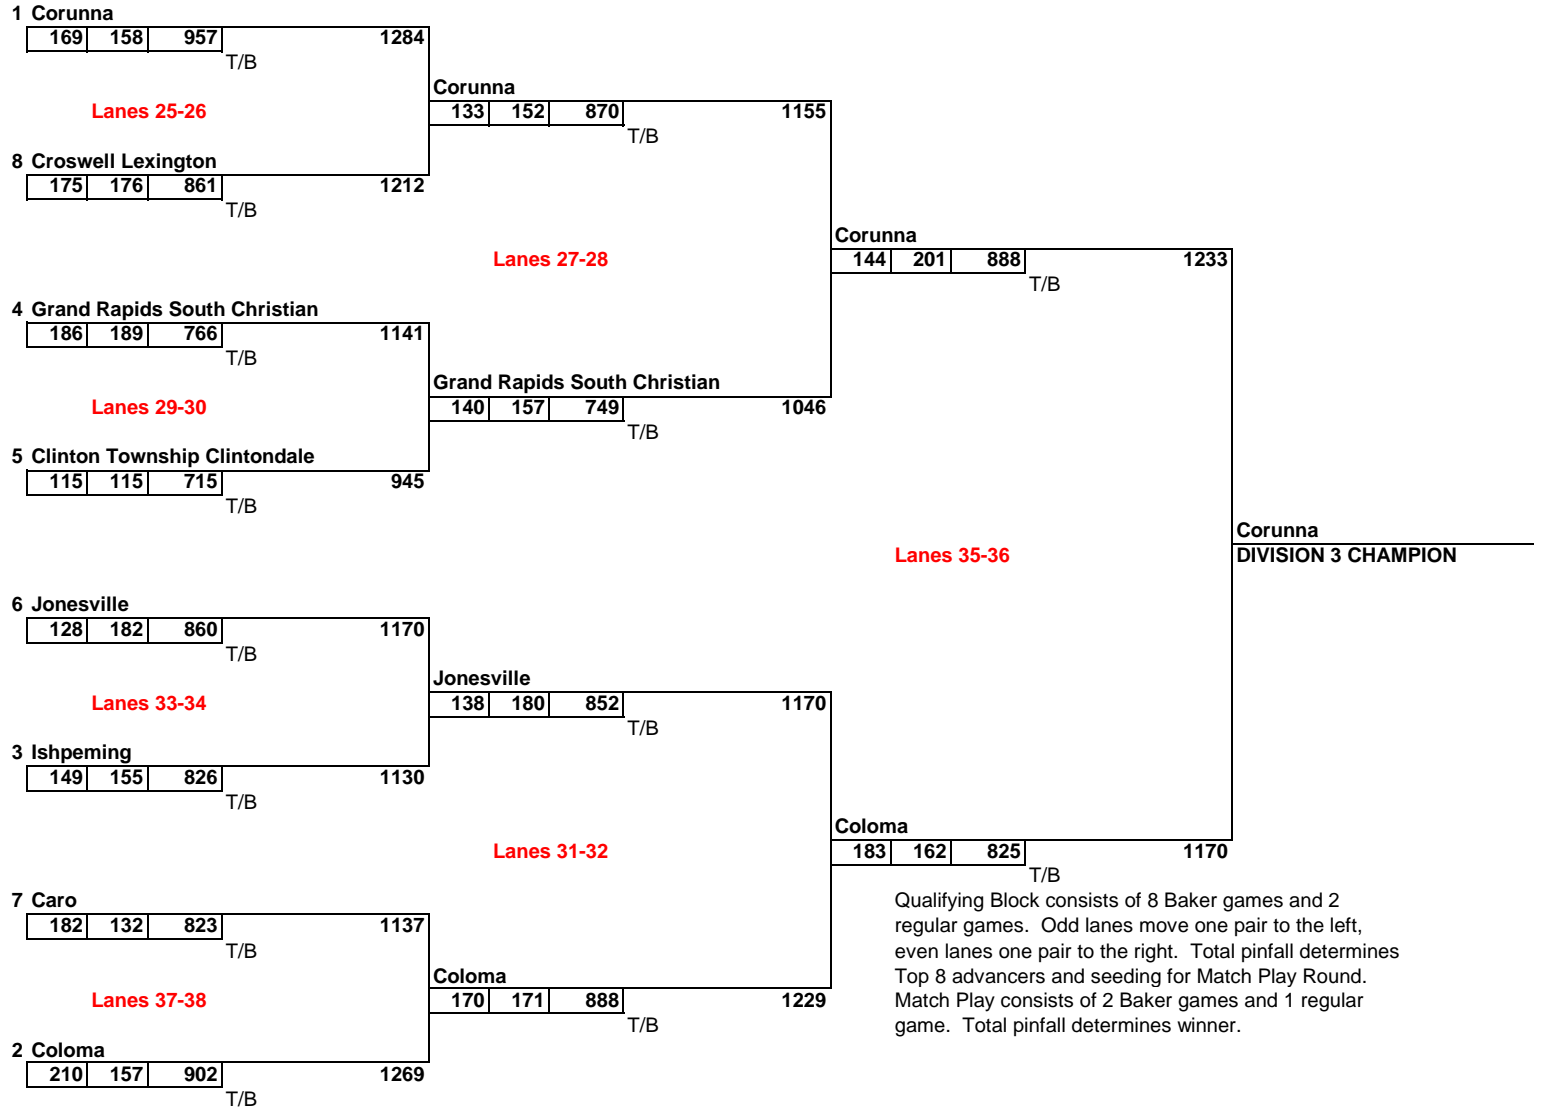 1 Corunna
169 158 957 1284
T/B
Corunna
Lanes 25-26
133 152 870 1155
T/B
8 Croswell Lexington
175 176 861 1212
T/B
Corunna
Lanes 27-28
144 201 888 1233
T/B
4 Grand Rapids South Christian
186 189 766 1141
T/B
Grand Rapids South Christian
Lanes 29-30
140 157 749 1046
T/B
5 Clinton Township Clintondale
115 115 715 945
T/B
Corunna
Lanes 35-36
DIVISION 3 CHAMPION
6 Jonesville
128 182 860 1170
T/B
Jonesville
Lanes 33-34
138 180 852 1170
T/B
3 Ishpeming
149 155 826 1130
T/B
Coloma
Lanes 31-32
183 162 825 1170
T/B
7 Caro
182 132 823 1137
T/B
Coloma
Lanes 37-38
170 171 888 1229
T/B
2 Coloma
210 157 902 1269
T/B
Qualifying Block consists of 8 Baker games and 2
regular games. Odd lanes move one pair to the left,
even lanes one pair to the right. Total pinfall determines
Top 8 advancers and seeding for Match Play Round.
Match Play consists of 2 Baker games and 1 regular
game. Total pinfall determines winner.